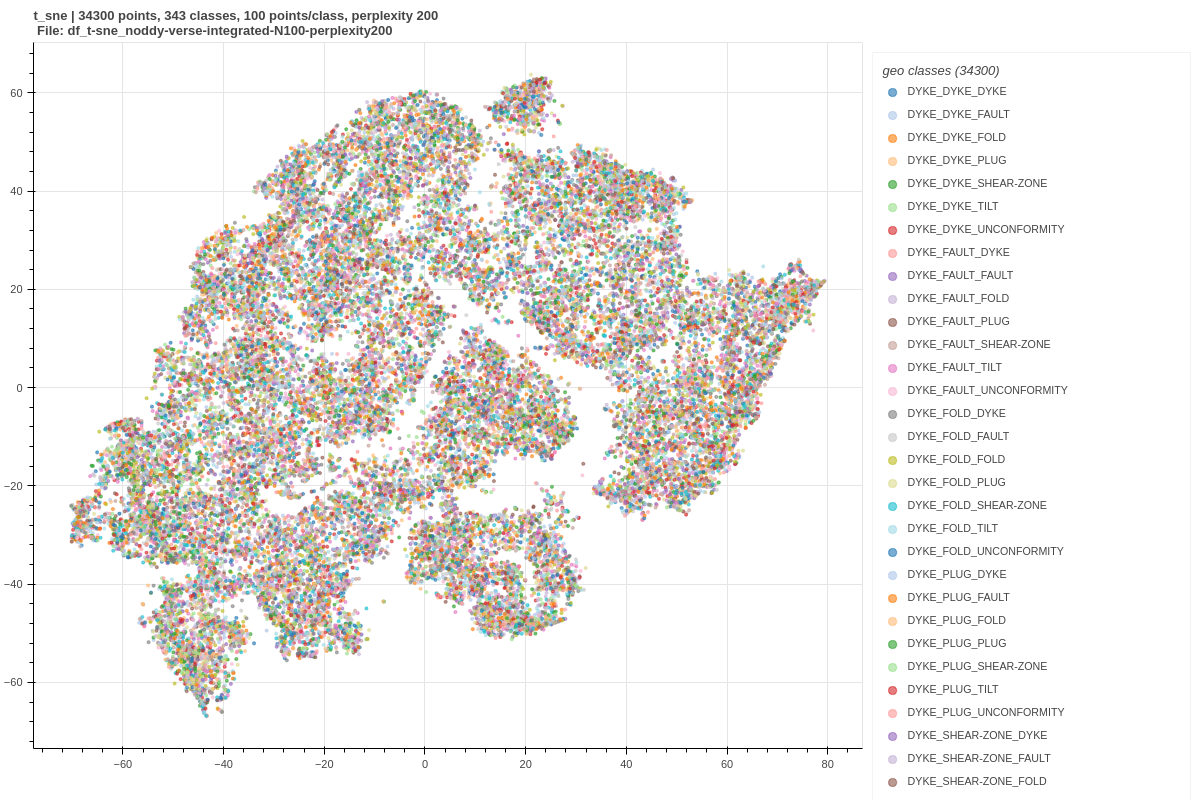 t_sne | 34300 points, 343 classes, 100 points/class, perplexity 200
File: df_t-sne_noddy-verse-integrated-N100-perplexity200
60
40
20
0
−20
−40
−60
−60
−40
−20
0
20
40
60
80
geo classes (34300)
DYKE_DYKE_DYKE
DYKE_DYKE_FAULT
DYKE_DYKE_FOLD
DYKE_DYKE_PLUG
DYKE_DYKE_SHEAR-ZONE
DYKE_DYKE_TILT
DYKE_DYKE_UNCONFORMITY
DYKE_FAULT_DYKE
DYKE_FAULT_FAULT
DYKE_FAULT_FOLD
DYKE_FAULT_PLUG
DYKE_FAULT_SHEAR-ZONE
DYKE_FAULT_TILT
DYKE_FAULT_UNCONFORMITY
DYKE_FOLD_DYKE
DYKE_FOLD_FAULT
DYKE_FOLD_FOLD
DYKE_FOLD_PLUG
DYKE_FOLD_SHEAR-ZONE
DYKE_FOLD_TILT
DYKE_FOLD_UNCONFORMITY
DYKE_PLUG_DYKE
DYKE_PLUG_FAULT
DYKE_PLUG_FOLD
DYKE_PLUG_PLUG
DYKE_PLUG_SHEAR-ZONE
DYKE_PLUG_TILT
DYKE_PLUG_UNCONFORMITY
DYKE_SHEAR-ZONE_DYKE
DYKE_SHEAR-ZONE_FAULT
DYKE_SHEAR-ZONE_FOLD